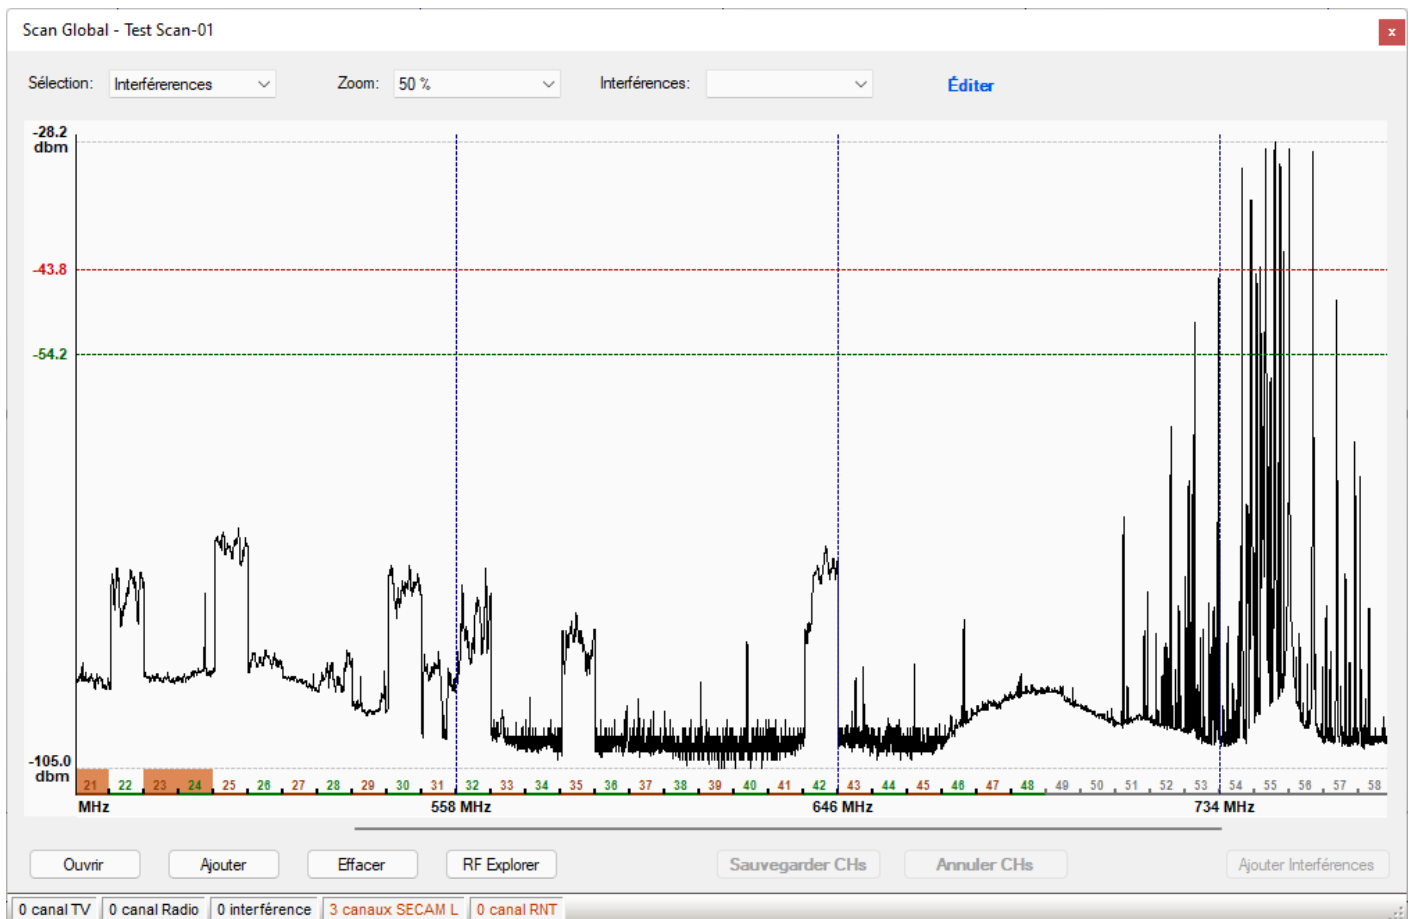 Scan Global - Test Scan-01
x
Sélection: Interférerences Zoom: 50 % Interférences: Éditer
-28.2
dbm
-43.8
-54.2
-105.0
dbm
21 22 23 24 25 26 27 28 29 30 31 32 33 34 35 36 37 38 39 40 41 42 43 44 45 46 47 48 49 50 51 52 53 54 55 56 57 58
MHz 558 MHz 646 MHz 734 MHz
Ouvrir Ajouter Effacer RF Explorer Sauvegarder CHs Annuler CHs Ajouter Interférences
0 canal TV 0 canal Radio 0 interférence 3 canaux SECAM L 0 canal RNT